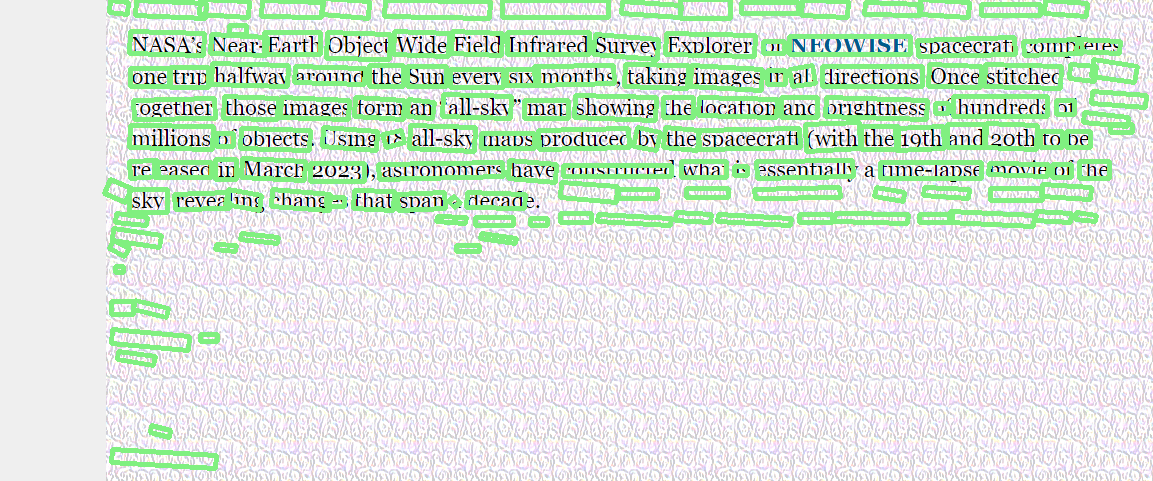 NASA's Near-Earth Object Wide Field Infrared Survey Explorer or NEOWISE spacecraft completes
one trip halfway around the Sun every six months, taking images in all directions. Once stitched
together, those images form an "all-sky" map showing the location and brightness of hundreds of
millions of objects. Using 18 all-sky maps produced by the spacecraft (with the 19th and 20th to be
released in March 2023), astronomers have constructed what is essentially a time-lapse movie of the
sky, revealing changes that span a decade.